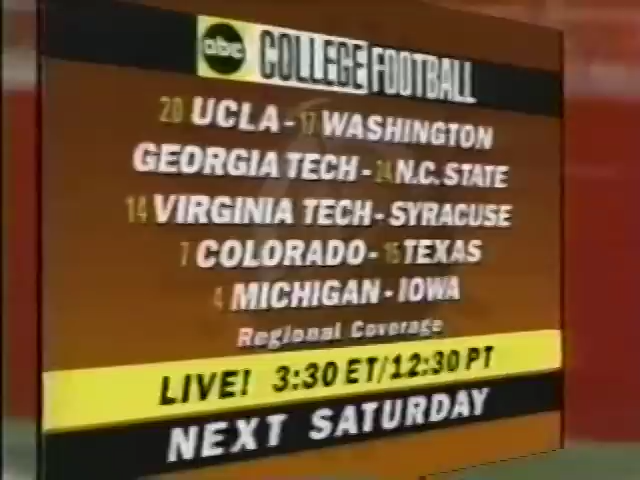 abc COLLEGE FOOTBALL
20 UCLA - 17 WASHINGTON
GEORGIA TECH - 24 N.C. STATE
14 VIRGINIA TECH - SYRACUSE
7 COLORADO - 15 TEXAS
4 MICHIGAN - IOWA
Regional Coverage
LIVE! 3:30 ET/12:30 PT
NEXT SATURDAY